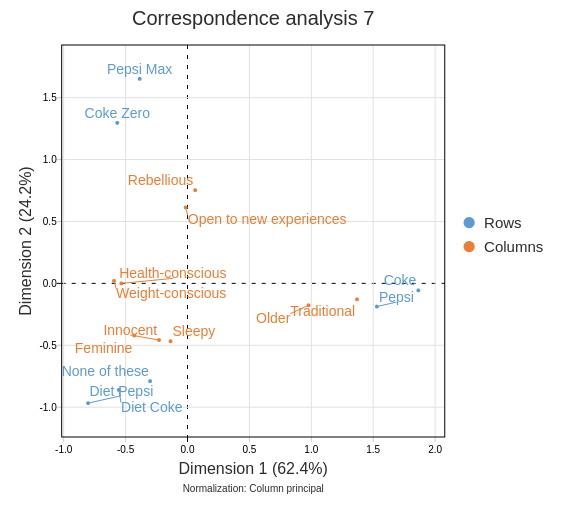 Correspondence analysis 7
Pepsi Max
Coke Zero
Rebellious
Open to new experiences
Health-conscious
Weight-conscious
Coke
Pepsi
Older
Traditional
Innocent
Sleepy
Feminine
None of these
Diet Pepsi
Diet Coke
1.5
1.0
0.5
0.0
-0.5
-1.0
Dimension 2 (24.2%)
-1.0 -0.5 0.0 0.5 1.0 1.5 2.0
Dimension 1 (62.4%)
Normalization: Column principal
Rows
Columns